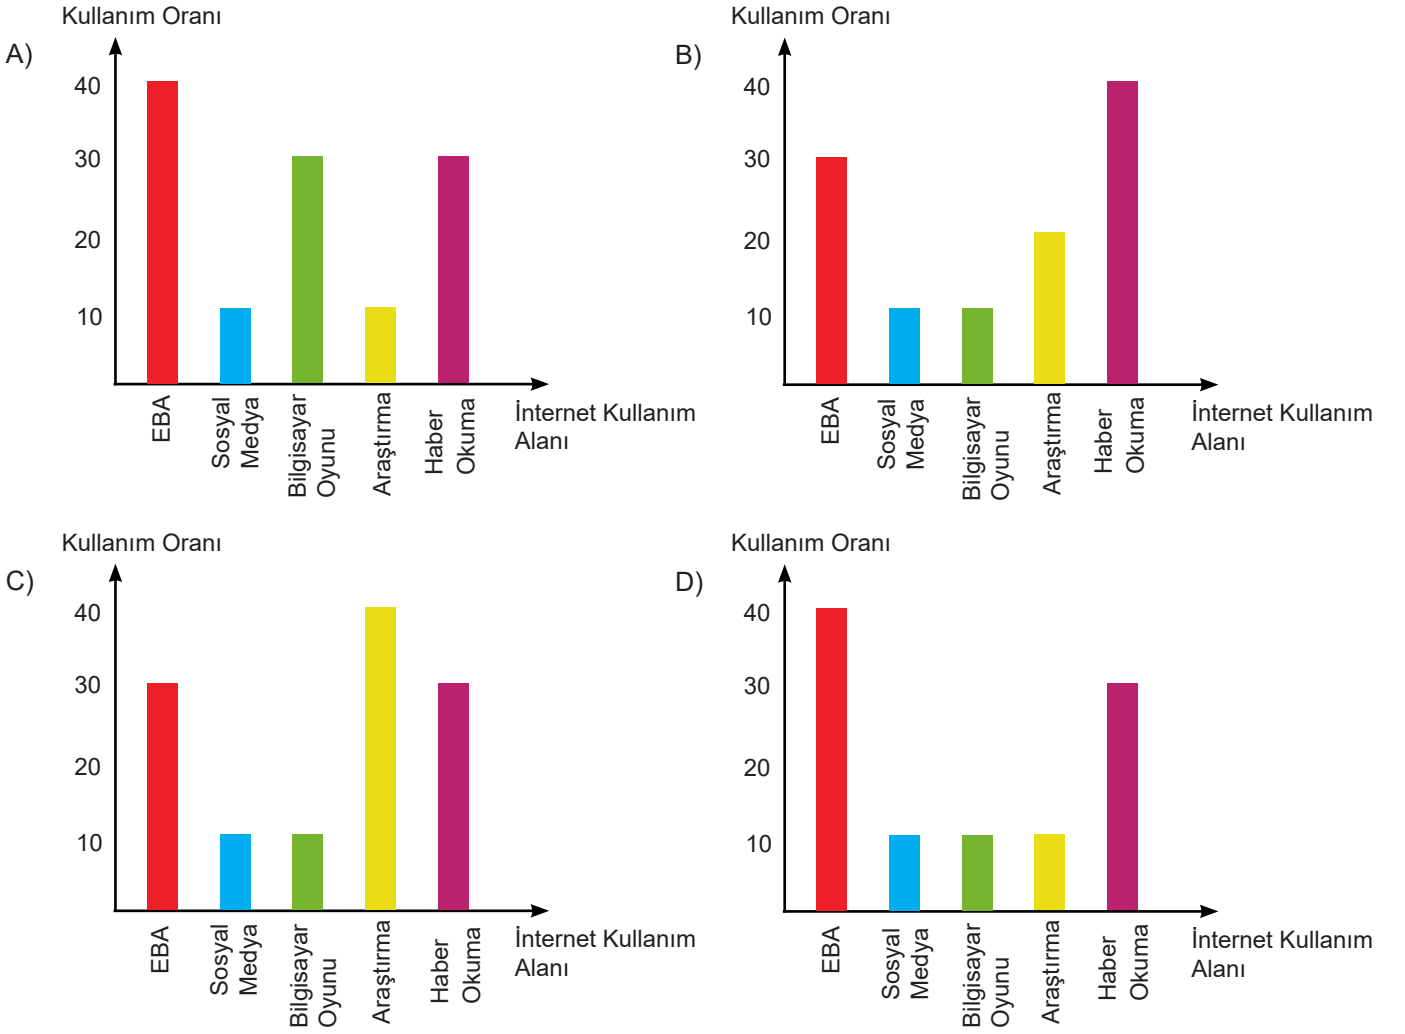 Kullanım Oranı
A)
40
30
20
10
EBA
Sosyal
Medya
Bilgisayar
Oyunu
Araştırma
Haber
Okuma
İnternet Kullanım
Alanı
Kullanım Oranı
B)
40
30
20
10
EBA
Sosyal
Medya
Bilgisayar
Oyunu
Araştırma
Haber
Okuma
İnternet Kullanım
Alanı
Kullanım Oranı
C)
40
30
20
10
EBA
Sosyal
Medya
Bilgisayar
Oyunu
Araştırma
Haber
Okuma
İnternet Kullanım
Alanı
Kullanım Oranı
D)
40
30
20
10
EBA
Sosyal
Medya
Bilgisayar
Oyunu
Araştırma
Haber
Okuma
İnternet Kullanım
Alanı